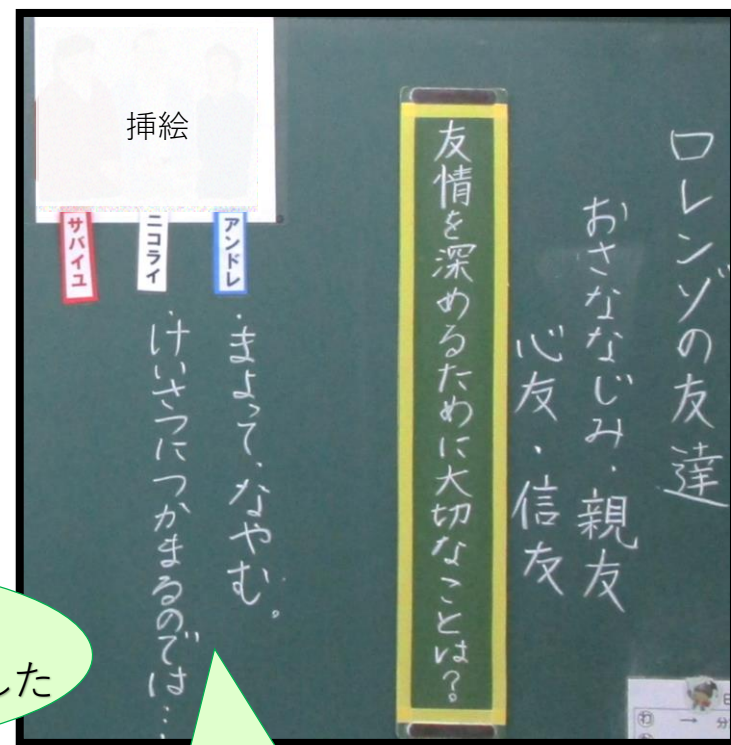 ロレンゾの友達
おさななじみ・親友
心友・信友
友情を深めるために大切なことは?
挿絵
アンドレ
ニコライ
サバイユ
・まよって、なやむ。
・けいさつにつかまるのでは…
した
→ 分